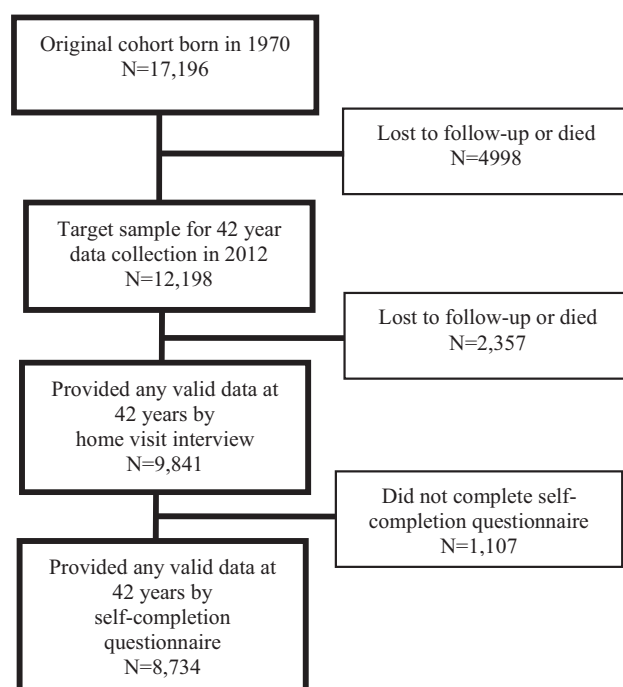 Original cohort born in 1970
N=17,196
Lost to follow-up or died
N=4998
Target sample for 42 year
data collection in 2012
N=12,198
Lost to follow-up or died
N=2,357
Provided any valid data at
42 years by
home visit interview
N=9,841
Did not complete self-
completion questionnaire
N=1,107
Provided any valid data at
42 years by
self-completion
questionnaire
N=8,734